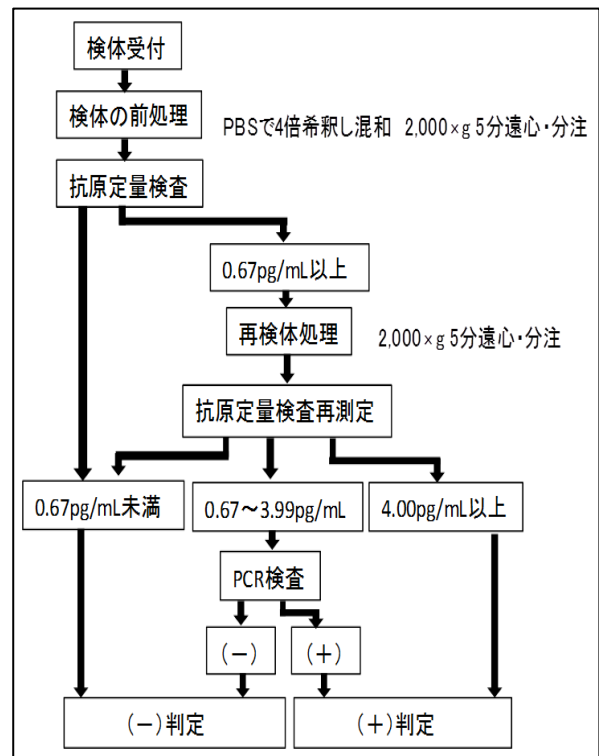 検体受付
検体の前処理
PBSで4倍希釈し混和 2,000×g 5分遠心・分注
抗原定量検査
0.67pg/mL以上
再検体処理
2,000×g 5分遠心・分注
抗原定量検査再測定
0.67pg/mL未満
0.67～3.99pg/mL
4.00pg/mL以上
PCR検査
(－)
(＋)
(－)判定
(＋)判定